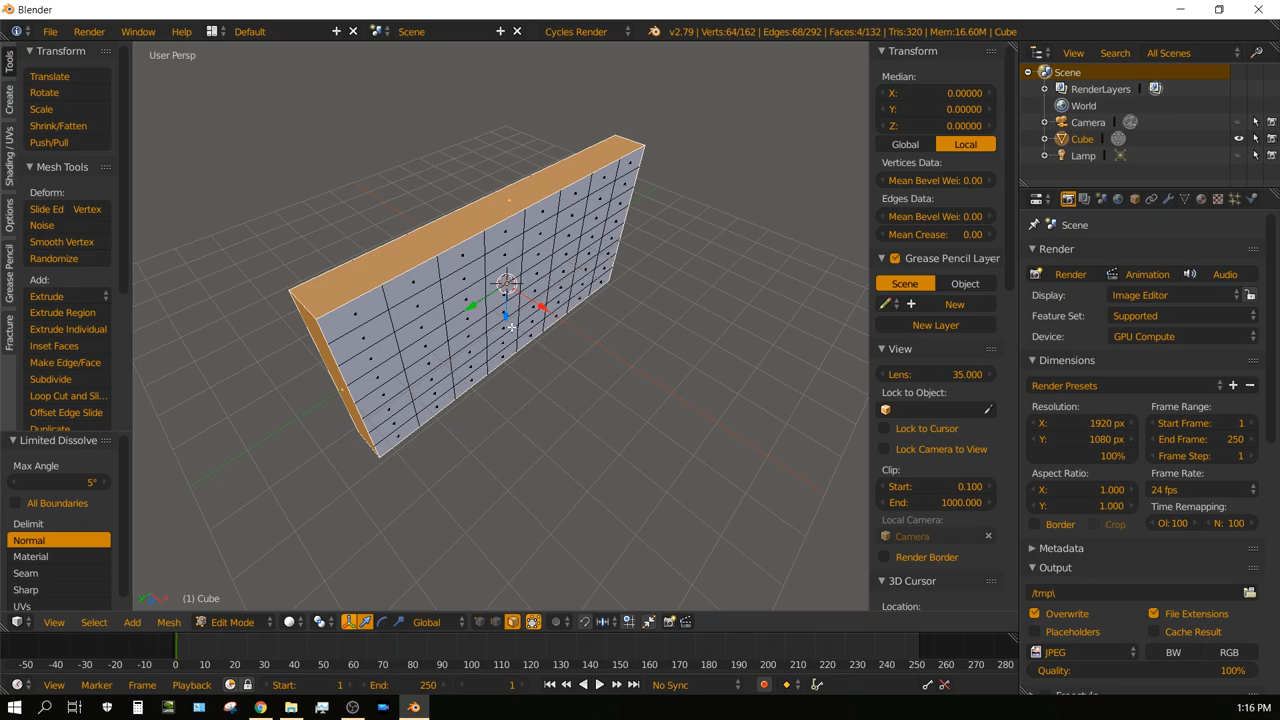 Blender
File Render Window Help Default Scene Cycles Render v2.79 | Verts:64/162 | Edges:68/292 | Faces:4/132 | Tris:320 | Mem:16.60M | Cube
Tools
Create
Shading / UVs
Options
Grease Pencil
Fracture
Transform
Translate
Rotate
Scale
Shrink/Fatten
Push/Pull
Mesh Tools
Deform:
Slide Ed Vertex
Noise
Smooth Vertex
Randomize
Add:
Extrude
Extrude Region
Extrude Individual
Inset Faces
Make Edge/Face
Subdivide
Loop Cut and Sli...
Offset Edge Slide
Duplicate
Limited Dissolve
Max Angle
5°
All Boundaries
Delimit
Normal
Material
Seam
Sharp
UVs
User Persp
(1) Cube
View Select Add Mesh Edit Mode Global
Transform
Median:
X: 0.00000
Y: 0.00000
Z: 0.00000
Global Local
Vertices Data:
Mean Bevel Wei: 0.00
Edges Data:
Mean Bevel Wei: 0.00
Mean Crease: 0.00
Grease Pencil Layer
Scene Object
New
New Layer
View
Lens: 35.000
Lock to Object:
Lock to Cursor
Lock Camera to View
Clip:
Start: 0.100
End: 1000.000
Local Camera:
Camera
Render Border
3D Cursor
Location:
View Search All Scenes
Scene
RenderLayers
World
Camera
Cube
Lamp
Scene
Render
Render Animation Audio
Display: Image Editor
Feature Set: Supported
Device: GPU Compute
Dimensions
Render Presets
Resolution: Frame Range:
X: 1920 px Start Frame: 1
Y: 1080 px End Frame: 250
100% Frame Step: 1
Aspect Ratio: Frame Rate:
X: 1.000 24 fps
Y: 1.000 Time Remapping:
Border Crop Ol: 100 N: 100
Metadata
Output
/tmp\
Overwrite File Extensions
Placeholders Cache Result
JPEG BW RGB
Quality: 100%
-50 -40 -30 -20 -10 0 10 20 30 40 50 60 70 80 90 100 110 120 130 140 150 160 170 180 190 200 210 220 230 240 250 260 270 280
View Marker Frame Playback Start: 1 End: 250 1 No Sync
1:16 PM